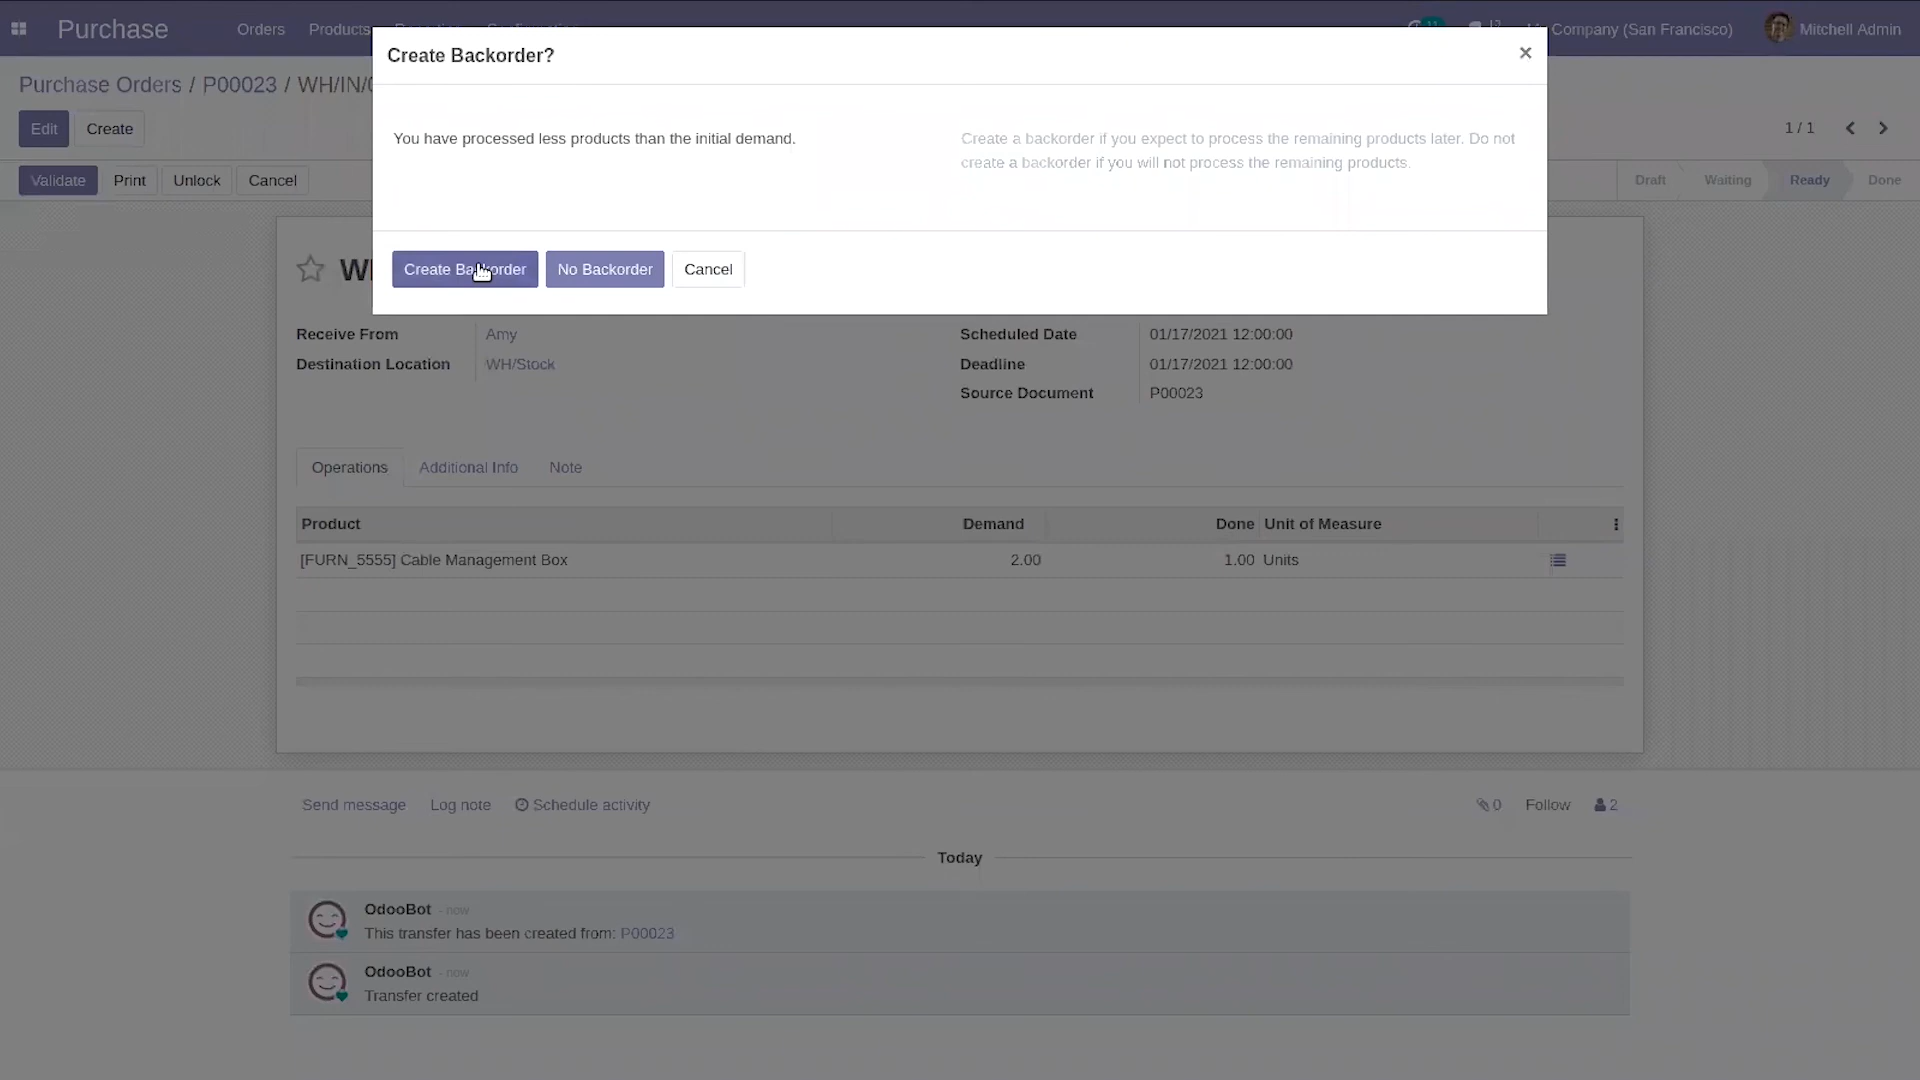 Purchase
Orders
Products
Company (San Francisco)
Mitchell Admin
Create Backorder?
×
Purchase Orders / P00023 / WH/IN/
Edit
Create
1 / 1
You have processed less products than the initial demand.
Create a backorder if you expect to process the remaining products later. Do not
create a backorder if you will not process the remaining products.
Validate
Print
Unlock
Cancel
Draft
Waiting
Ready
Done
Create Backorder
No Backorder
Cancel
Receive From
Amy
Scheduled Date
01/17/2021 12:00:00
Destination Location
WH/Stock
Deadline
01/17/2021 12:00:00
Source Document
P00023
Operations
Additional Info
Note
Product
Demand
Done
Unit of Measure
[FURN_5555] Cable Management Box
2.00
1.00
Units
Send message
Log note
Schedule activity
0
Follow
2
Today
OdooBot - now
This transfer has been created from: P00023
OdooBot - now
Transfer created